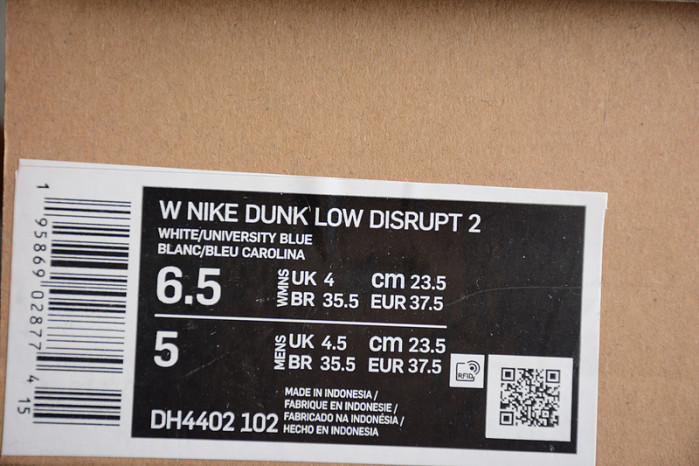 W NIKE DUNK LOW DISRUPT 2
WHITE/UNIVERSITY BLUE
BLANC/BLEU CAROLINA
6.5 WMNS UK 4 cm 23.5
BR 35.5 EUR 37.5
5 MENS UK 4.5 cm 23.5
BR 35.5 EUR 37.5
RFID
MADE IN INDONESIA /
FABRIQUE EN INDONESIE /
FABRICADO NA INDONÉSIA /
HECHO EN INDONESIA
DH4402 102
1 95869 02877 4 15